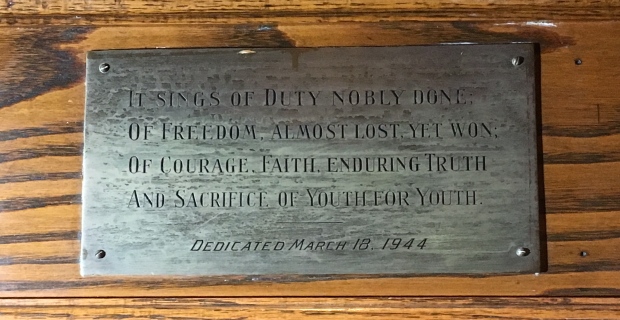 IT SINGS OF DUTY NOBLY DONE;
OF FREEDOM, ALMOST LOST, YET WON;
OF COURAGE, FAITH, ENDURING TRUTH
AND SACRIFICE OF YOUTH FOR YOUTH.
DEDICATED MARCH 18, 1944